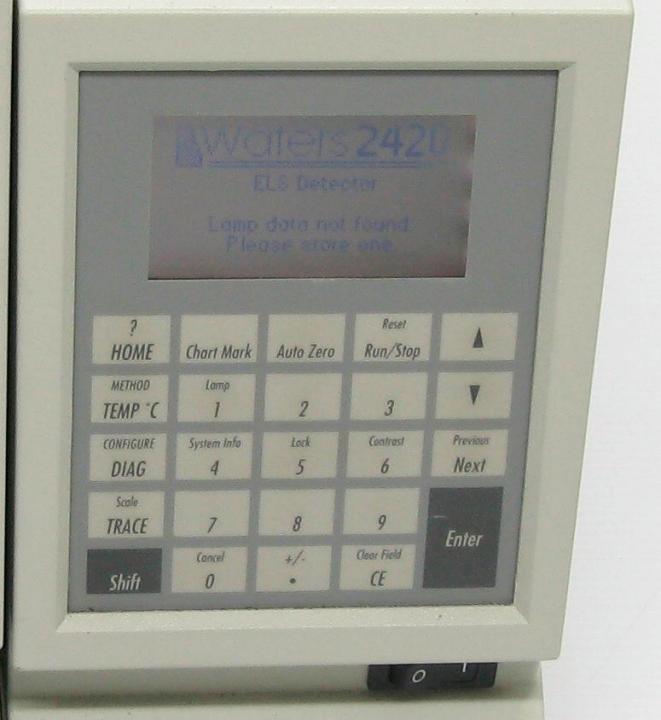 Waters 2420
ELS Detector
Lamp data not found.
Please store one.
?
HOME
Chart Mark
Auto Zero
Reset
Run/Stop
METHOD
TEMP °C
Lamp
1
2
3
CONFIGURE
DIAG
System Info
4
Lock
5
Contrast
6
Previous
Next
Scale
TRACE
7
8
9
Enter
Shift
Cancel
0
+/-
.
Clear Field
CE
O
I